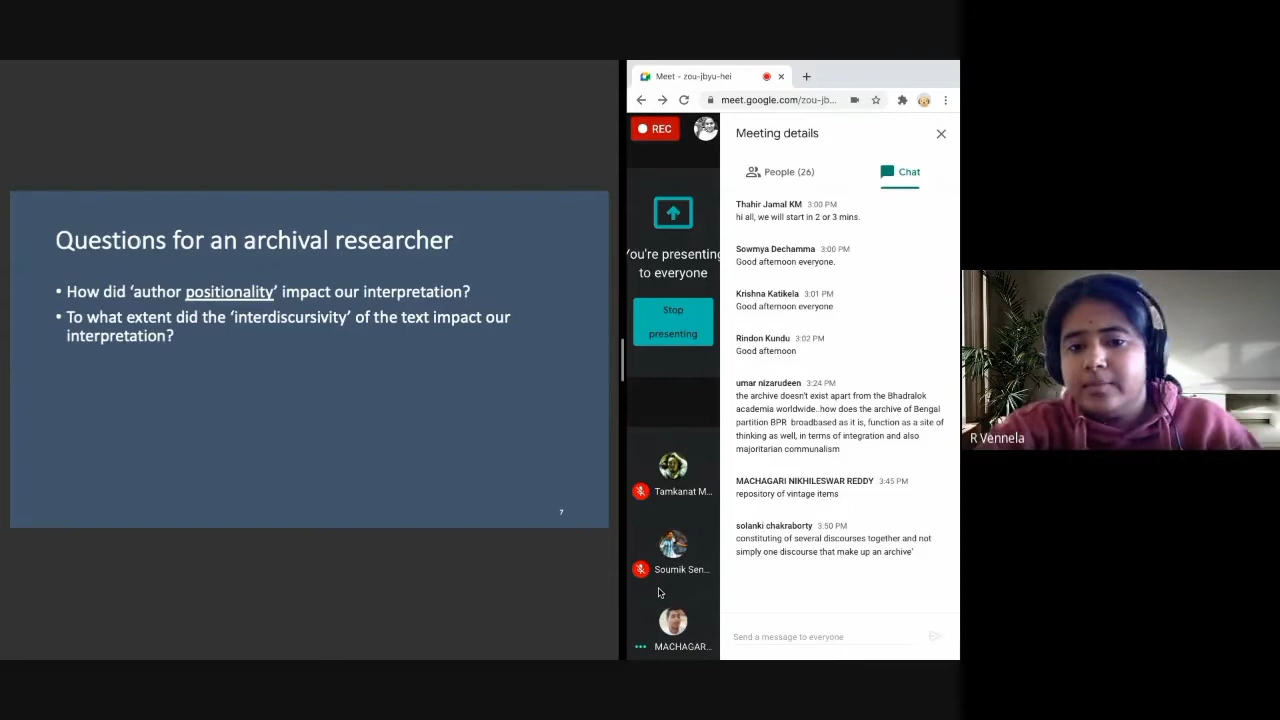 Questions for an archival researcher
• How did ‘author positionality’ impact our interpretation?
• To what extent did the ‘interdiscursivity’ of the text impact our
interpretation?
7
Meet - zou-jbyu-hei
meet.google.com/zou-jb...
REC
You're presenting
to everyone
Stop
presenting
Tamkanat M...
Soumik Sen...
MACHAGAR...
Meeting details
People (26)
Chat
Thahir Jamal KM 3:00 PM
hi all, we will start in 2 or 3 mins.
Sowmya Dechamma 3:00 PM
Good afternoon everyone.
Krishna Katikela 3:01 PM
Good afternoon everyone
Rindon Kundu 3:02 PM
Good afternoon
umar nizarudeen 3:24 PM
the archive doesn't exist apart from the Bhadralok
academia worldwide..how does the archive of Bengal
partition BPR broadbased as it is, function as a site of
thinking as well, in terms of integration and also
majoritarian communalism
MACHAGARI NIKHILESWAR REDDY 3:45 PM
repository of vintage items
solanki chakraborty 3:50 PM
constituting of several discourses together and not
simply one discourse that make up an archive'
Send a message to everyone
R Vennela